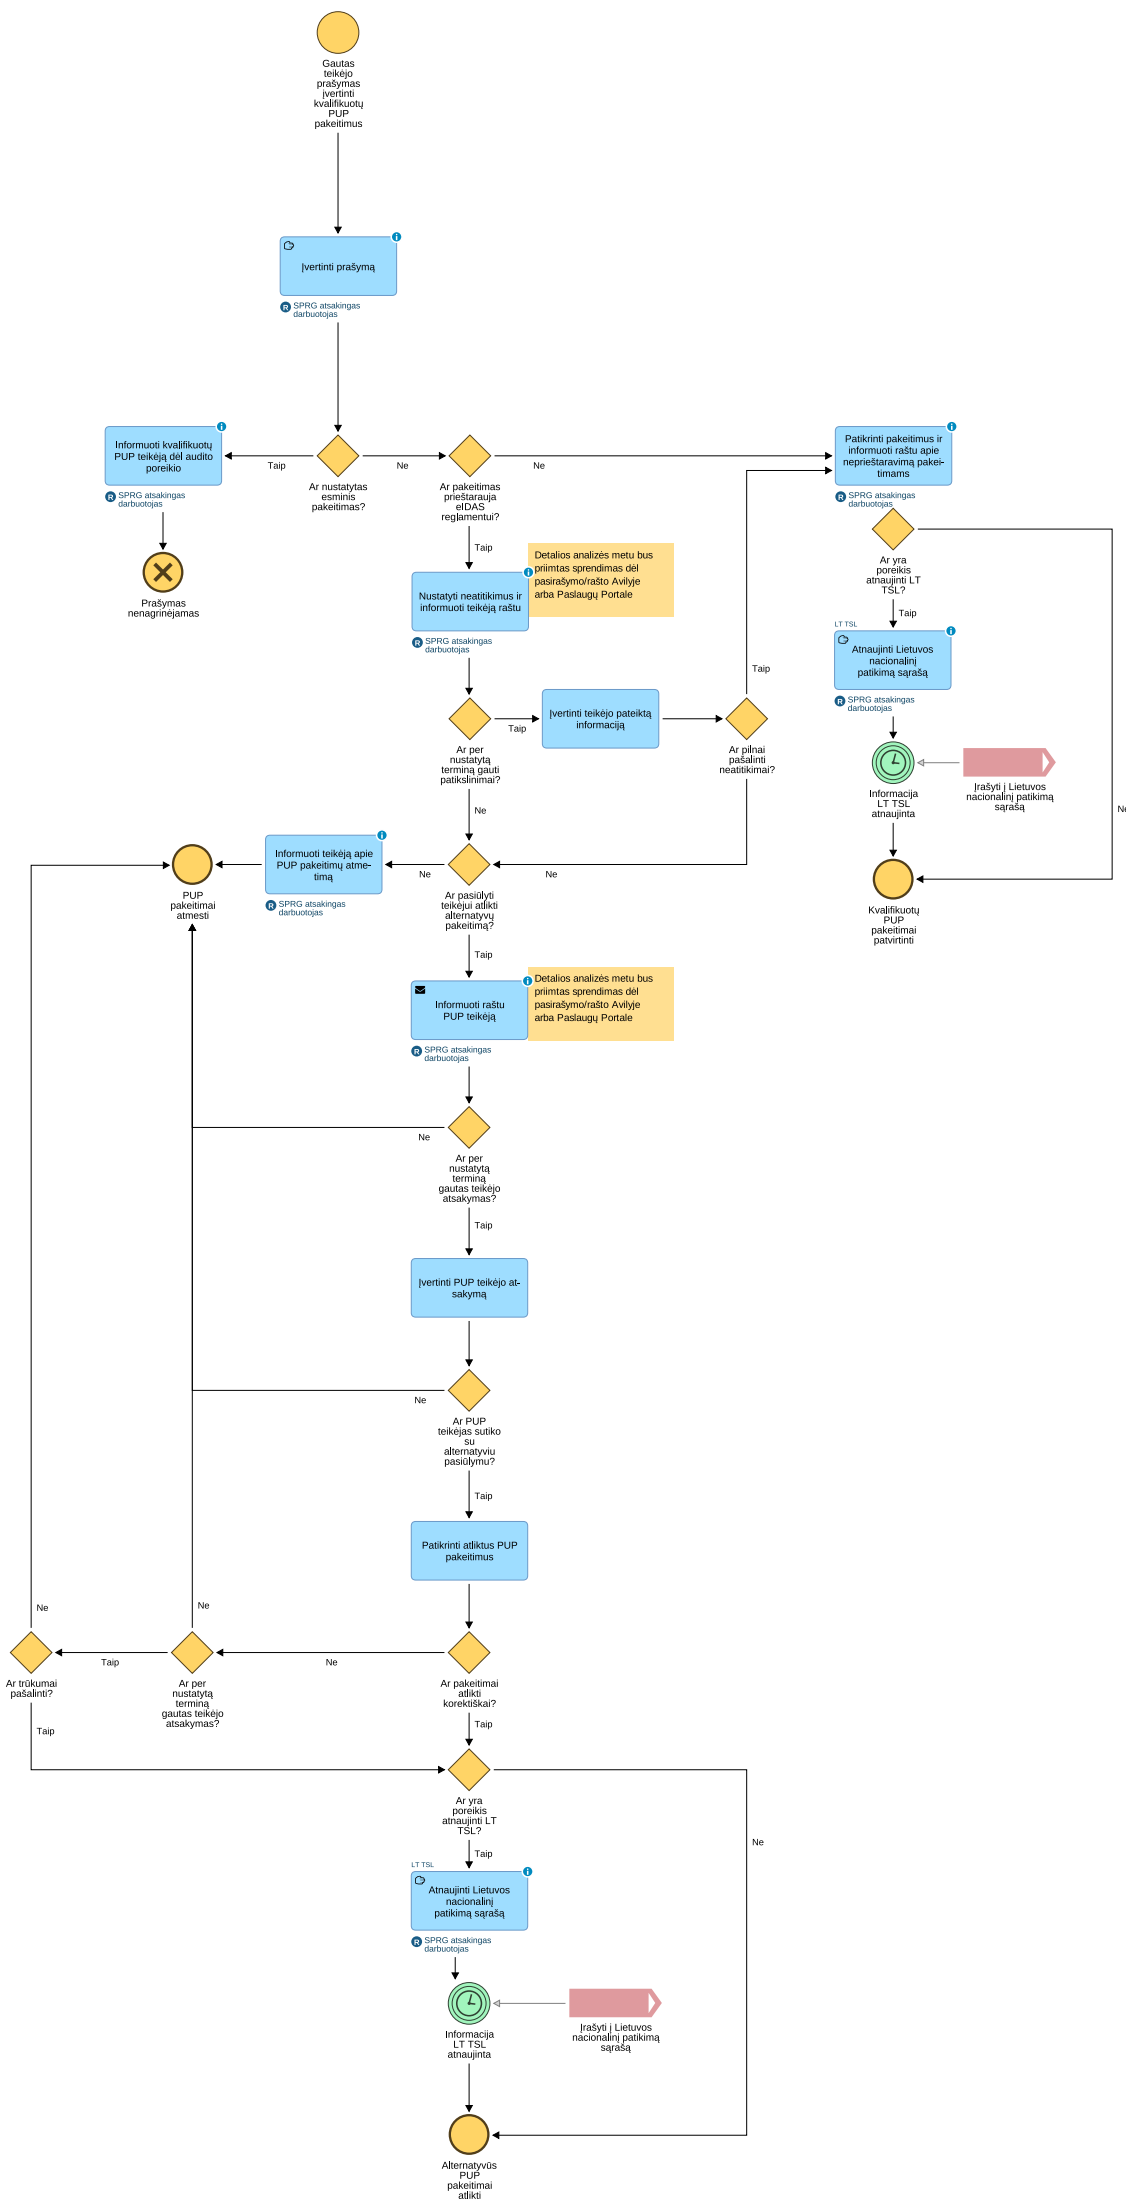 Gautas
teikėjo
prašymas
įvertinti
kvalifikuotų
PUP
pakeitimus
Įvertinti prašymą
R SPRG atsakingas
darbuotojas
Informuoti kvalifikuotų
PUP teikėją dėl audito
poreikio
R SPRG atsakingas
darbuotojas
Taip
Ar nustatytas
esminis
pakeitimas?
Ne
Ar pakeitimas
prieštarauja
eIDAS
reglamentui?
Ne
Patikrinti pakeitimus ir
informuoti raštu apie
neprieštaravimą pakei-
timams
R SPRG atsakingas
darbuotojas
Prašymas
nenagrinėjamas
Taip
Detalios analizės metu bus
priimtas sprendimas dėl
pasirašymo/rašto Avilyje
arba Paslaugų Portale
Nustatyti neatitikimus ir
informuoti teikėją raštu
R SPRG atsakingas
darbuotojas
Ar yra
poreikis
atnaujinti LT
TSL?
Taip
LT TSL
Atnaujinti Lietuvos
nacionalinį
patikimą sąrašą
R SPRG atsakingas
darbuotojas
Taip
Ar per
nustatytą
terminą gauti
patikslinimai?
Taip
Įvertinti teikėjo pateiktą
informaciją
Ar pilnai
pašalinti
neatitikimai?
Informacija
LT TSL
atnaujinta
Įrašyti į Lietuvos
nacionalinį patikimą
sąrašą
Ne
Ne
Kvalifikuotų
PUP
pakeitimai
patvirtinti
PUP
pakeitimai
atmesti
Informuoti teikėją apie
PUP pakeitimų atme-
timą
R SPRG atsakingas
darbuotojas
Ne
Ar pasiūlyti
teikėjui atlikti
alternatyvų
pakeitimą?
Ne
Taip
Informuoti raštu
PUP teikėją
R SPRG atsakingas
darbuotojas
Detalios analizės metu bus
priimtas sprendimas dėl
pasirašymo/rašto Avilyje
arba Paslaugų Portale
Ne
Ar per
nustatytą
terminą
gautas teikėjo
atsakymas?
Taip
Įvertinti PUP teikėjo at-
sakymą
Ne
Ar PUP
teikėjas sutiko
su
alternatyviu
pasiūlymu?
Taip
Patikrinti atliktus PUP
pakeitimus
Ne
Ne
Ar trūkumai
pašalinti?
Taip
Ar per
nustatytą
terminą
gautas teikėjo
atsakymas?
Ne
Ar pakeitimai
atlikti
korektiškai?
Taip
Taip
Ar yra
poreikis
atnaujinti LT
TSL?
Ne
Taip
LT TSL
Atnaujinti Lietuvos
nacionalinį
patikimą sąrašą
R SPRG atsakingas
darbuotojas
Informacija
LT TSL
atnaujinta
Įrašyti į Lietuvos
nacionalinį patikimą
sąrašą
Alternatyvūs
PUP
pakeitimai
atlikti